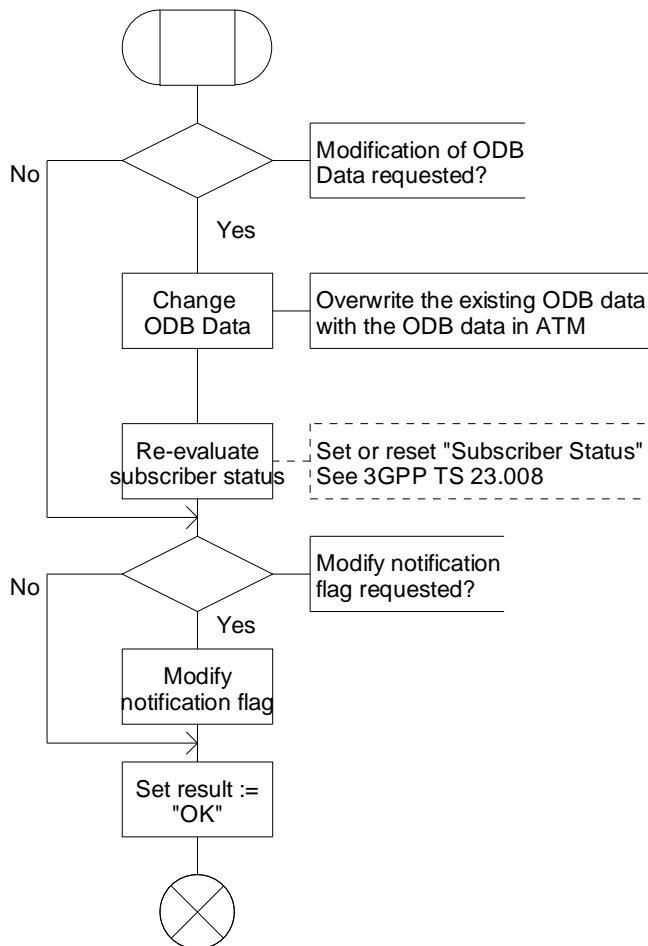 Modification of ODB
Data requested?
No
Yes
Change
ODB Data
Overwrite the existing ODB data
with the ODB data in ATM
Re-evaluate
subscriber status
Set or reset "Subscriber Status"
See 3GPP TS 23.008
Modify notification
flag requested?
No
Yes
Modify
notification flag
Set result :=
"OK"